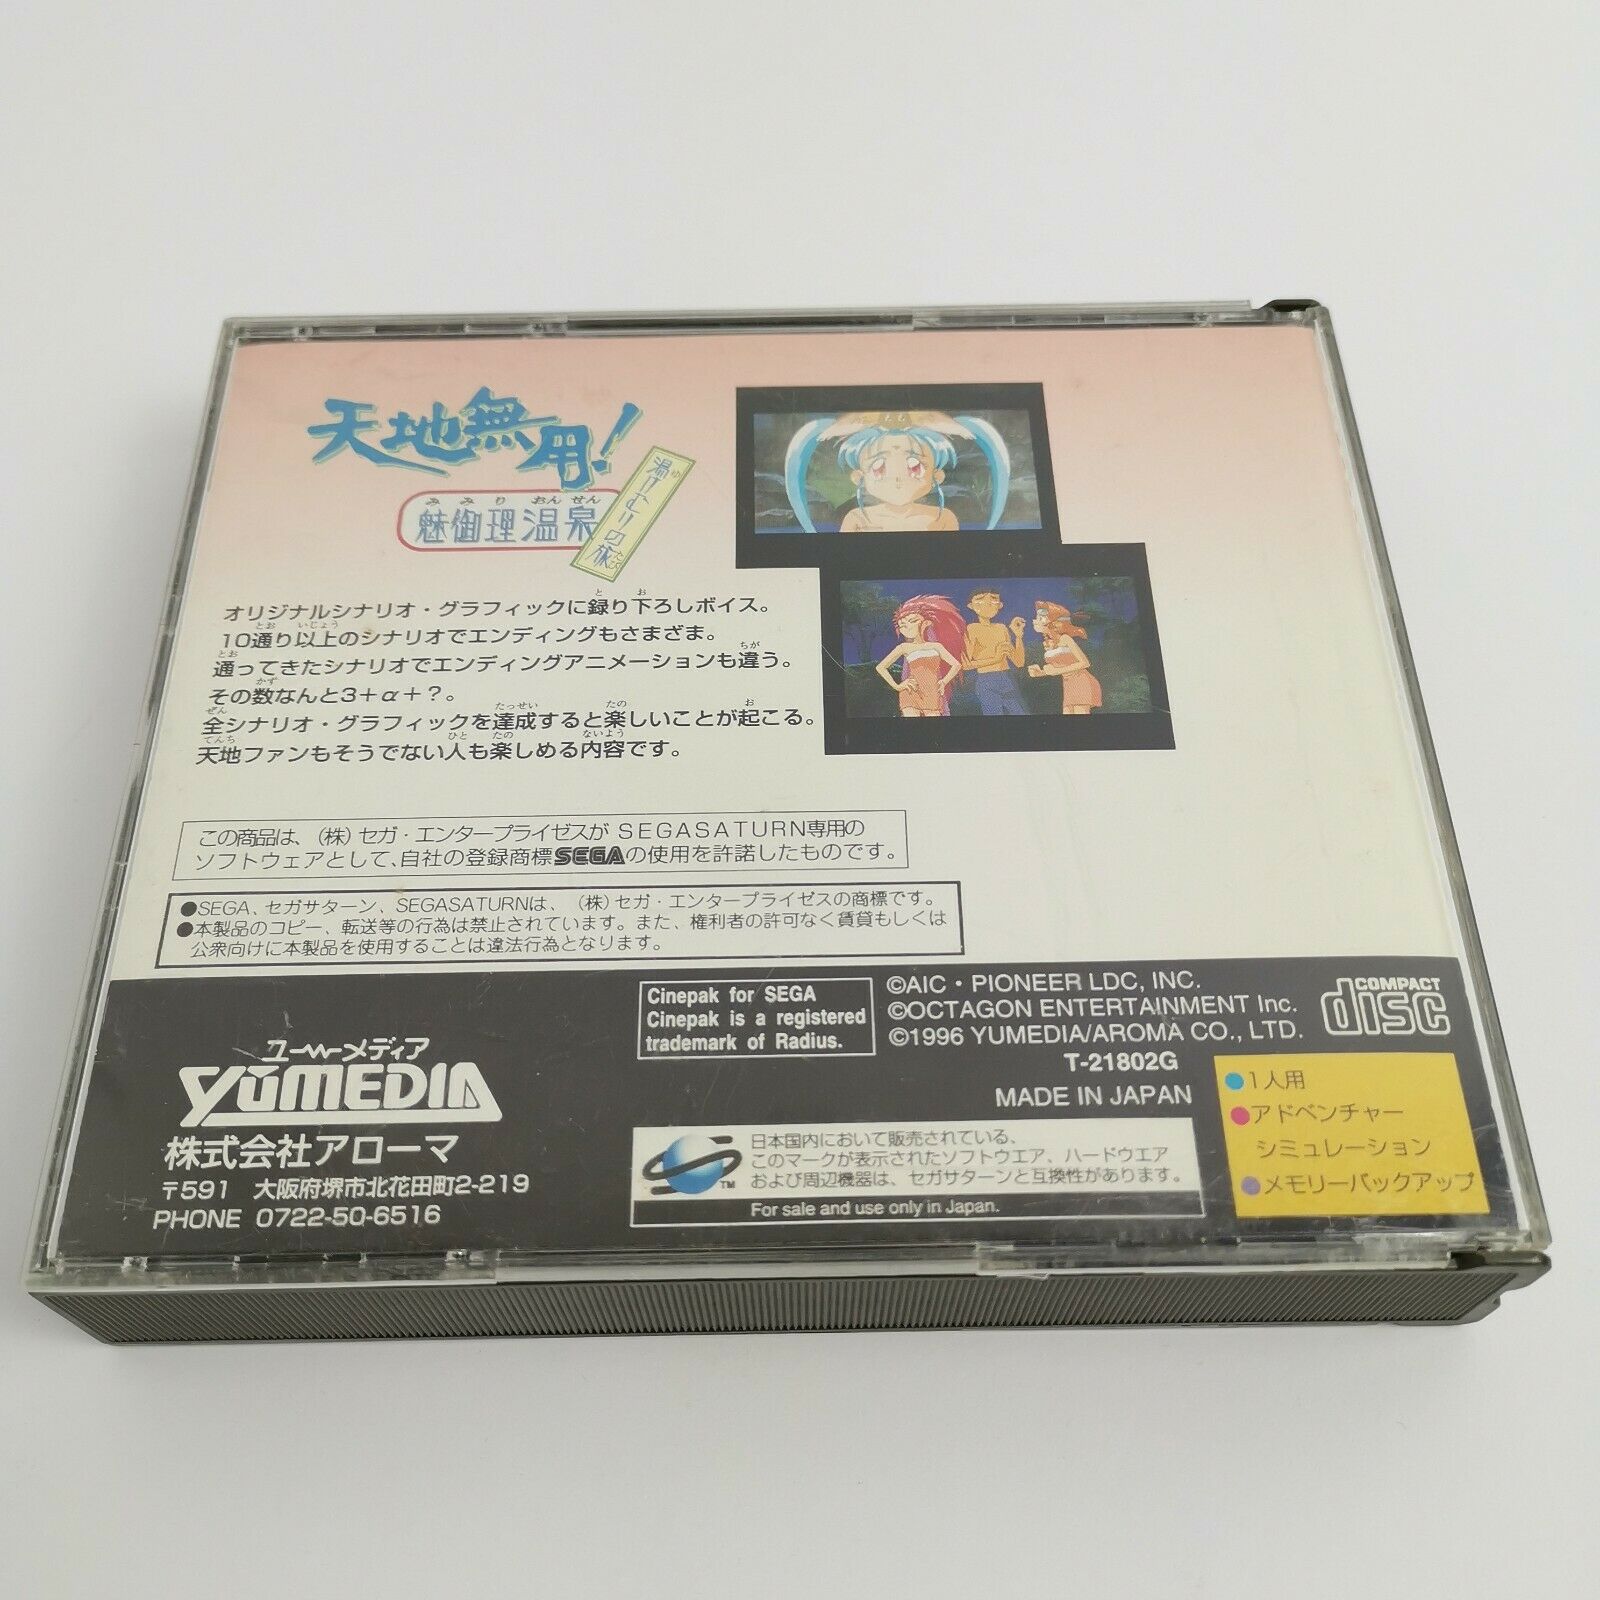 天地無用!
みみりおんせん
魅御理温泉
湯けむりの旅
オリジナルシナリオ・グラフィックに録り下ろしボイス。
10通り以上のシナリオでエンディングもさまざま。
通ってきたシナリオでエンディングアニメーションも違う。
その数なんと3+α+?。
全シナリオ・グラフィックを達成すると楽しいことが起こる。
天地ファンもそうでない人も楽しめる内容です。
この商品は、(株)セガ・エンタープライゼスがSEGASATURN専用の
ソフトウェアとして、自社の登録商標SEGAの使用を許諾したものです。
●SEGA、セガサターン、SEGASATURNは、(株)セガ・エンタープライゼスの商標です。
●本製品のコピー、転送等の行為は禁止されています。また、権利者の許可なく賃貸もしくは
公衆向けに本製品を使用することは違法行為となります。
ユーメディア
YUMEDIA
株式会社アローマ
〒591 大阪府堺市北花田町2-219
PHONE 0722-50-6516
Cinepak for SEGA
Cinepak is a registered
trademark of Radius.
©AIC・PIONEER LDC, INC.
©OCTAGON ENTERTAINMENT Inc.
©1996 YUMEDIA/AROMA CO., LTD.
T-21802G
MADE IN JAPAN
COMPACT
disc
日本国内において販売されている、
このマークが表示されたソフトウエア、ハードウエア
および周辺機器は、セガサターンと互換性があります。
TM
For sale and use only in Japan.
●1人用
●アドベンチャー
シミュレーション
●メモリーバックアップ